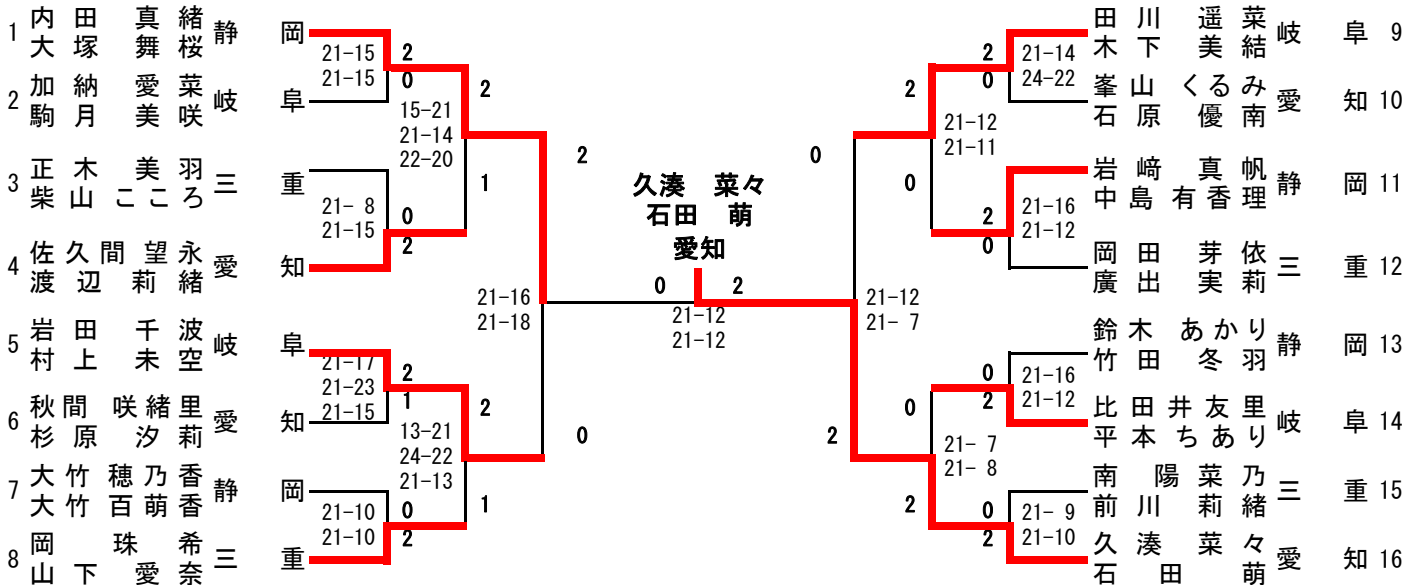 1 内田 真緒 静岡
大塚 舞桜
2 加納 愛菜 岐阜
駒月 美咲
3 正木 美羽 三重
柴山 こころ
4 佐久間 望永 愛知
渡辺 莉緒
5 岩田 千波 岐阜
村上 未空
6 秋間 咲緒里 愛知
杉原 汐莉
7 大竹 穂乃香 静岡
大竹 百萌香
8 岡 珠希 三重
山下 愛奈
21-15 2
21-15 0
21- 8 0
21-15 2
21-17 2
21-23 1
21-15
21-10 0
21-10 2
15-21 2
21-14
22-20 1
13-21 2
24-22
21-13 1
2
21-16
21-18
0
久湊 菜々
石田 萌
愛知
0 2
21-12
21-12
0
21-12
21- 7
2
2 21-12
0 21-11
0 21- 7
21- 8
2
2 21-14
0 24-22
2 21-16
0 21-12
0 21-16
2 21-12
0 21- 9
2 21-10
田川 遥菜 岐阜 9
木下 美結
峯山 くるみ 愛知 10
石原 優南
岩﨑 真帆 静岡 11
中島 有香理
岡田 芽依 三重 12
廣出 実莉
鈴木 あかり 静岡 13
竹田 冬羽
比田井 友里 岐阜 14
平本 ちあり
南 陽菜乃 三重 15
前川 莉緒
久湊 菜々 愛知 16
石田 萌